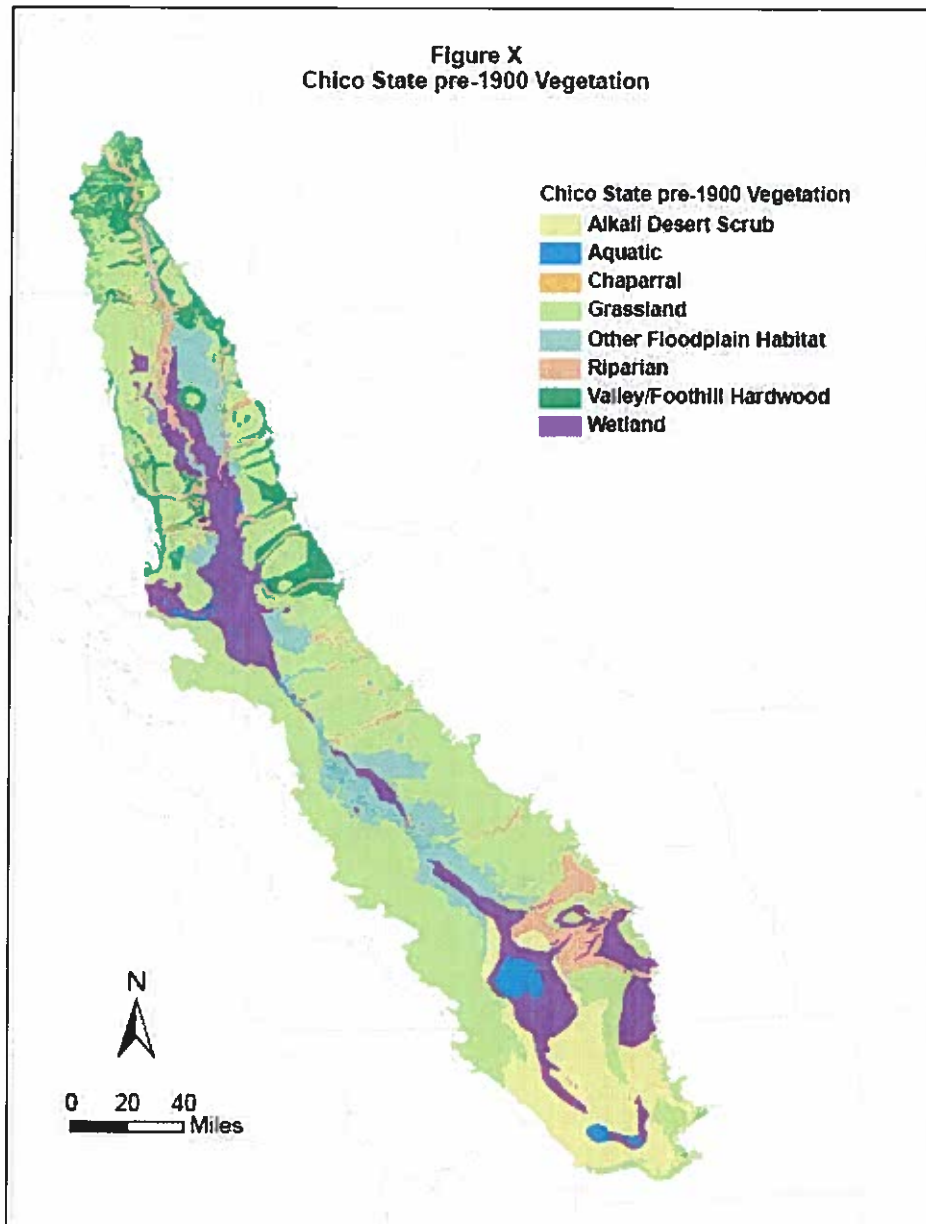 Figure X
Chico State pre-1900 Vegetation
Chico State pre-1900 Vegetation
Alkali Desert Scrub
Aquatic
Chaparral
Grassland
Other Floodplain Habitat
Riparian
Valley/Foothill Hardwood
Wetland
N
0 20 40
Miles